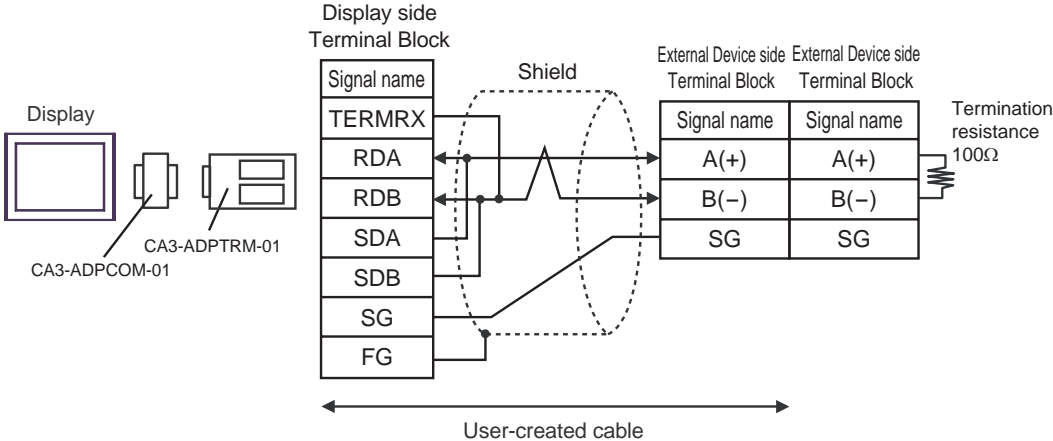 Display
CA3-ADPCOM-01
CA3-ADPTRM-01
Display side
Terminal Block
Signal name
TERMRX
RDA
RDB
SDA
SDB
SG
FG
Shield
External Device side
Terminal Block
Signal name
A(+)
B(−)
SG
External Device side
Terminal Block
Signal name
A(+)
B(−)
SG
Termination
resistance
100Ω
User-created cable